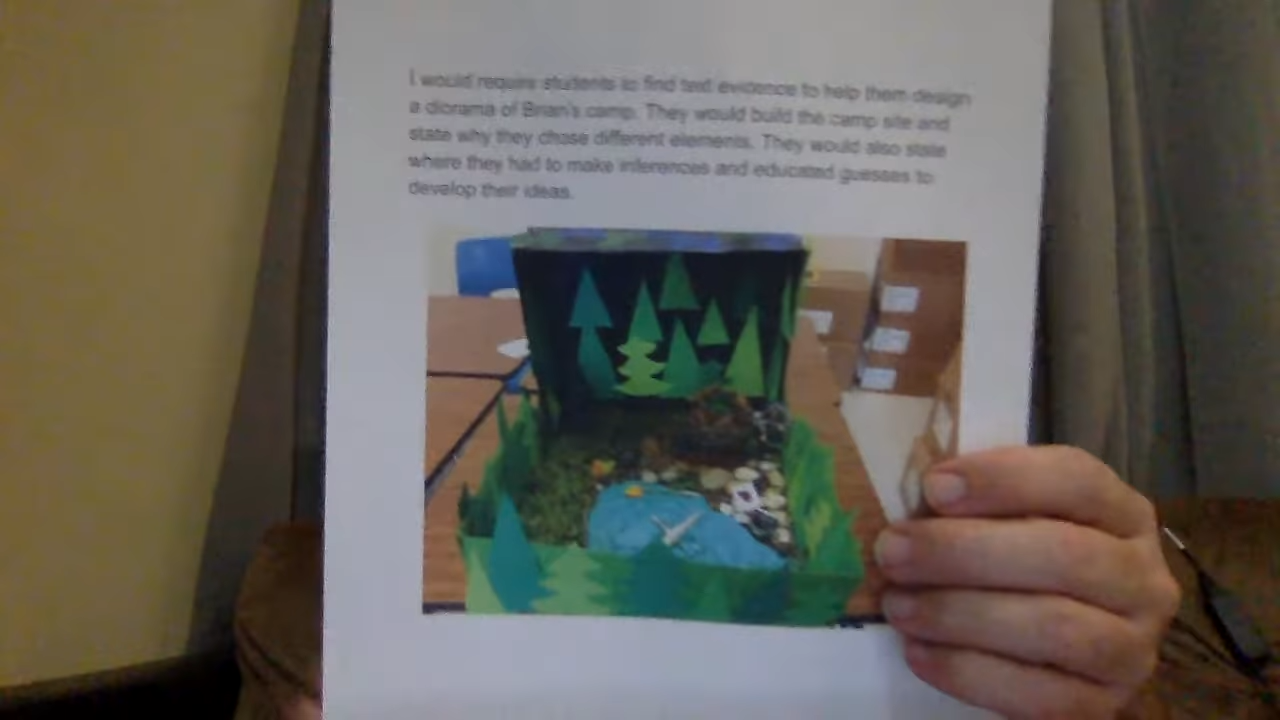 I would require students to find text evidence to help them design
a diorama of Brian's camp. They would build the camp site and
state why they chose different elements. They would also state
where they had to make inferences and educated guesses to
develop their ideas.